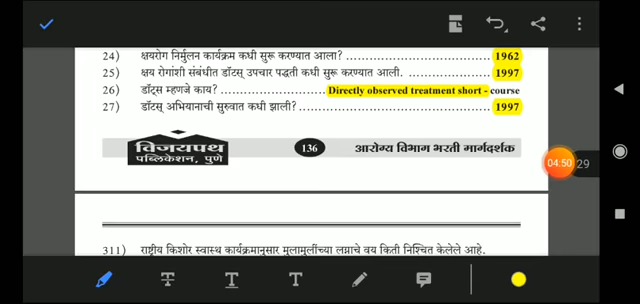 24) क्षयरोग निर्मुलन कार्यक्रम कधी सुरू करण्यात आला? 1962
25) क्षय रोगांशी संबंधीत डॉटस् उपचार पद्धती कधी सुरू करण्यात आली. 1997
26) डॉट्स म्हणजे काय? Directly observed treatment short - course
27) डॉटस् अभियानाची सुरुवात कधी झाली? 1997
विजयपथ
पब्लिकेशन, पुणे
136
आरोग्य विभाग भरती मार्गदर्शक
04:50
29
311) राष्ट्रीय किशोर स्वास्थ कार्यक्रमानुसार मुलामुलींच्या लग्नाचे वय किती निश्चित केलेले आहे.
T
T
T